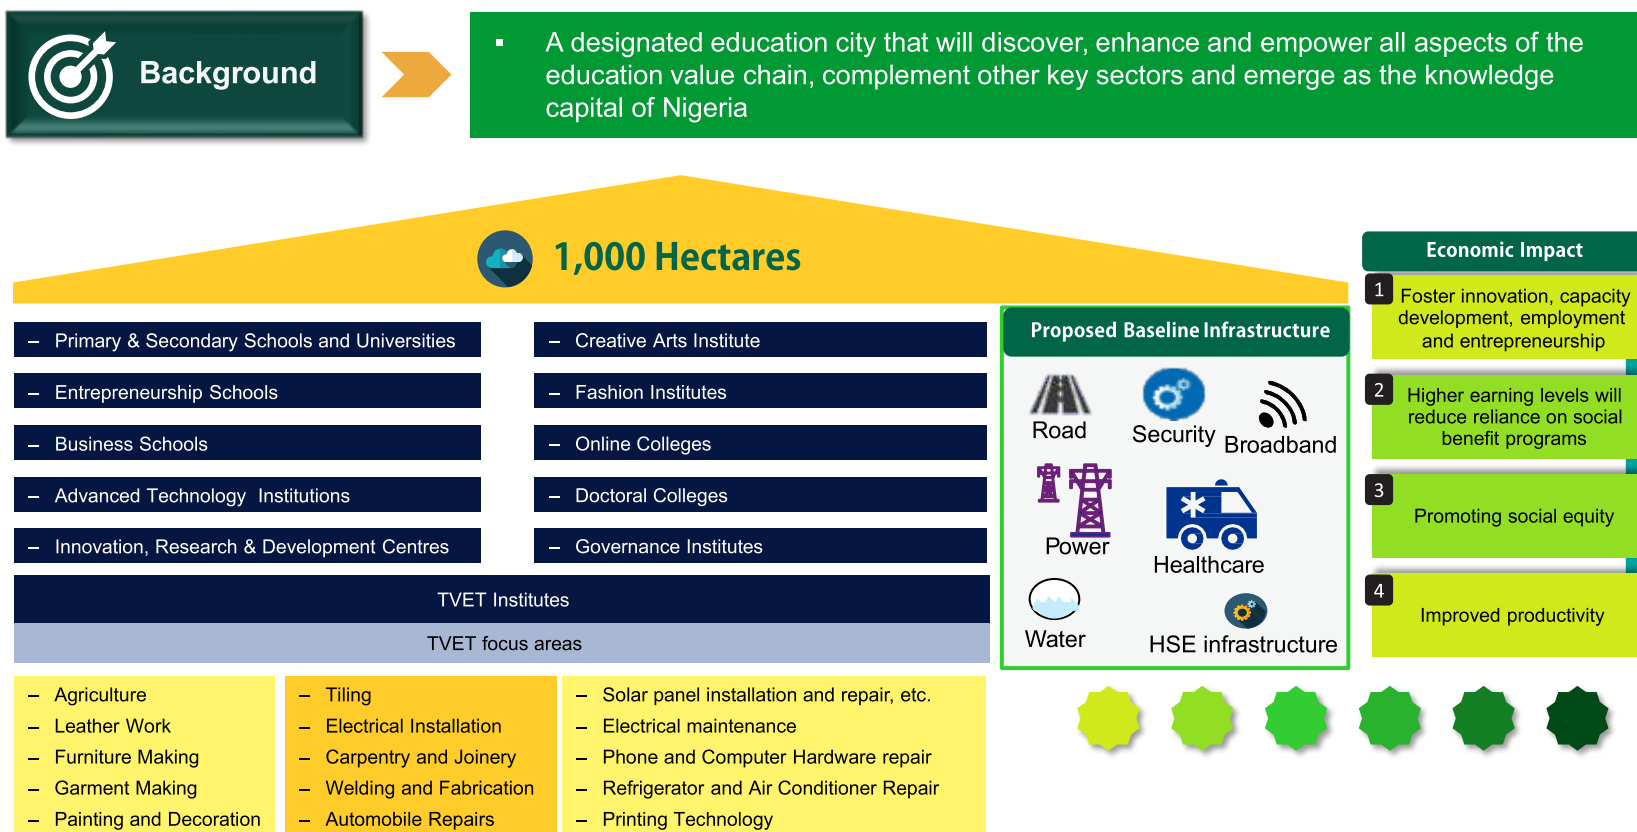 Background
▪ A designated education city that will discover, enhance and empower all aspects of the
education value chain, complement other key sectors and emerge as the knowledge
capital of Nigeria
1,000 Hectares
– Primary & Secondary Schools and Universities
– Entrepreneurship Schools
– Business Schools
– Advanced Technology Institutions
– Innovation, Research & Development Centres
– Creative Arts Institute
– Fashion Institutes
– Online Colleges
– Doctoral Colleges
– Governance Institutes
TVET Institutes
TVET focus areas
– Agriculture
– Leather Work
– Furniture Making
– Garment Making
– Painting and Decoration
– Tiling
– Electrical Installation
– Carpentry and Joinery
– Welding and Fabrication
– Automobile Repairs
– Solar panel installation and repair, etc.
– Electrical maintenance
– Phone and Computer Hardware repair
– Refrigerator and Air Conditioner Repair
– Printing Technology
Proposed Baseline Infrastructure
Road
Security
Broadband
Power
Healthcare
Water
HSE infrastructure
Economic Impact
1
Foster innovation, capacity
development, employment
and entrepreneurship
2
Higher earning levels will
reduce reliance on social
benefit programs
3
Promoting social equity
4
Improved productivity